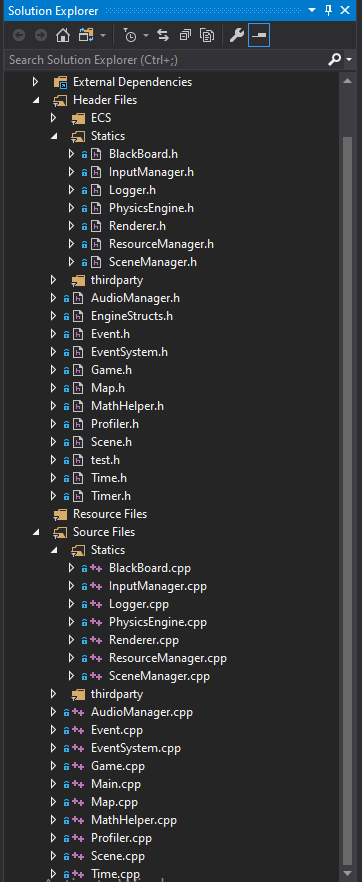 Solution Explorer
Search Solution Explorer (Ctrl+;)
External Dependencies
Header Files
ECS
Statics
BlackBoard.h
InputManager.h
Logger.h
PhysicsEngine.h
Renderer.h
ResourceManager.h
SceneManager.h
thirdparty
AudioManager.h
EngineStructs.h
Event.h
EventSystem.h
Game.h
Map.h
MathHelper.h
Profiler.h
Scene.h
test.h
Time.h
Timer.h
Resource Files
Source Files
Statics
BlackBoard.cpp
InputManager.cpp
Logger.cpp
PhysicsEngine.cpp
Renderer.cpp
ResourceManager.cpp
SceneManager.cpp
thirdparty
AudioManager.cpp
Event.cpp
EventSystem.cpp
Game.cpp
Main.cpp
Map.cpp
MathHelper.cpp
Profiler.cpp
Scene.cpp
Time.cpp